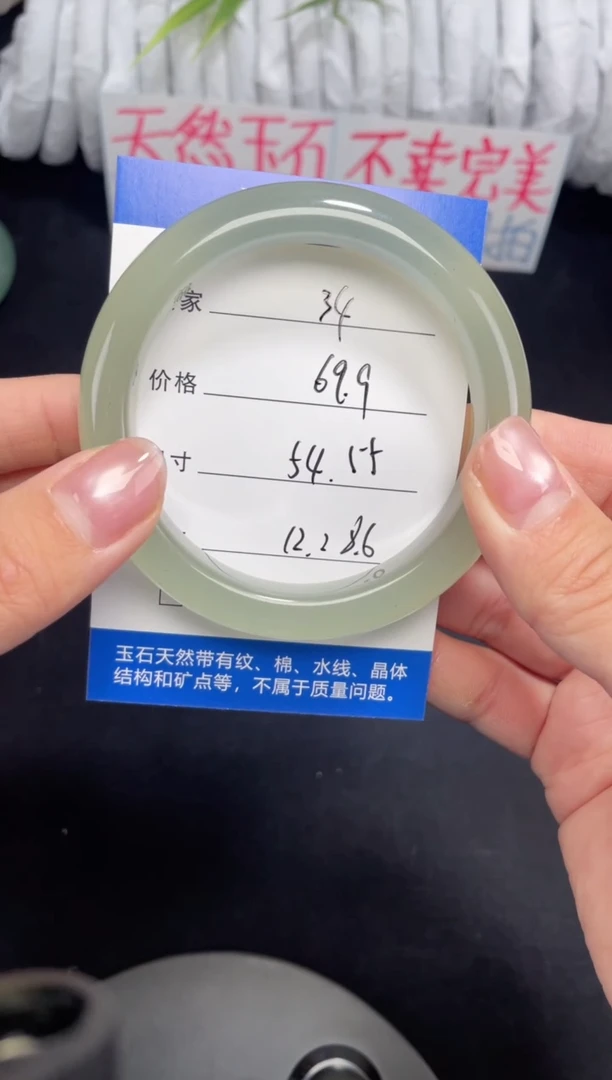 天然玉石 不卖完美
拍
家 34
价格 69.9
寸 54.15
12.2 8.6
玉石天然带有纹、棉、水线、晶体
结构和矿点等，不属于质量问题。